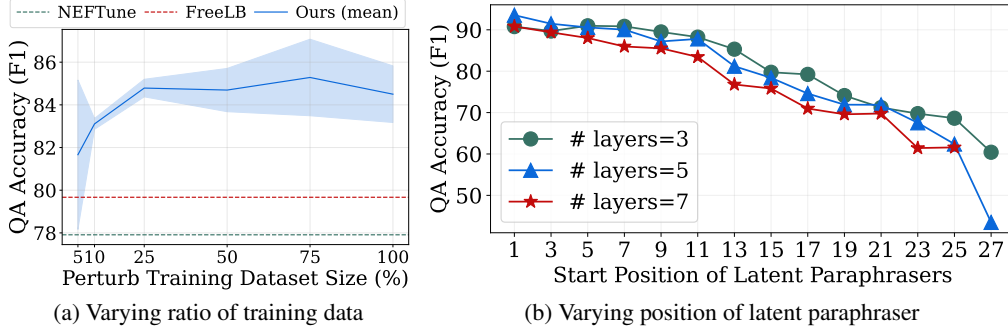 NEFTune FreeLB Ours (mean)
QA Accuracy (F1)
86
84
82
80
78
5 10 25 50 75 100
Perturb Training Dataset Size (%)
(a) Varying ratio of training data
QA Accuracy (F1)
90
80
70
60
50
# layers=3
# layers=5
# layers=7
1 3 5 7 9 11 13 15 17 19 21 23 25 27
Start Position of Latent Paraphrasers
(b) Varying position of latent paraphraser